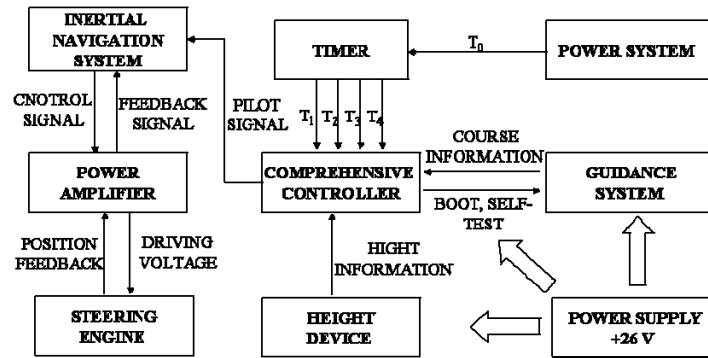 INERTIAL
NAVIGATION
SYSTEM
TIMER
T₀
POWER SYSTEM
CNOTROL
SIGNAL
FEEDBACK
SIGNAL
PILOT
SIGNAL
T₁ T₂ T₃ T₄
COURSE
INFORMATION
POWER
AMPLIFIER
COMPREHENSIVE
CONTROLLER
GUIDANCE
SYSTEM
BOOT, SELF-
TEST
POSITION
FEEDBACK
DRIVING
VOLTAGE
HIGHT
INFORMATION
STEERING
ENGINE
HEIGHT
DEVICE
POWER SUPPLY
+26 V